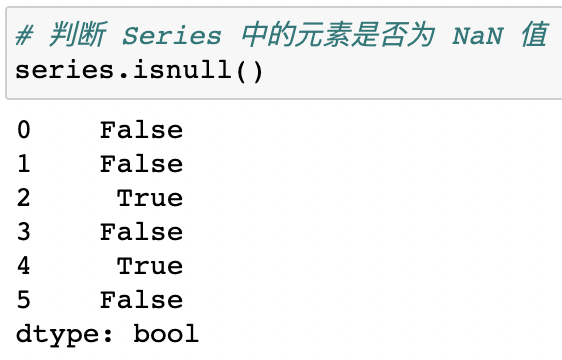 # 判断 Series 中的元素是否为 NaN 值
series.isnull()
0    False
1    False
2     True
3    False
4     True
5    False
dtype: bool